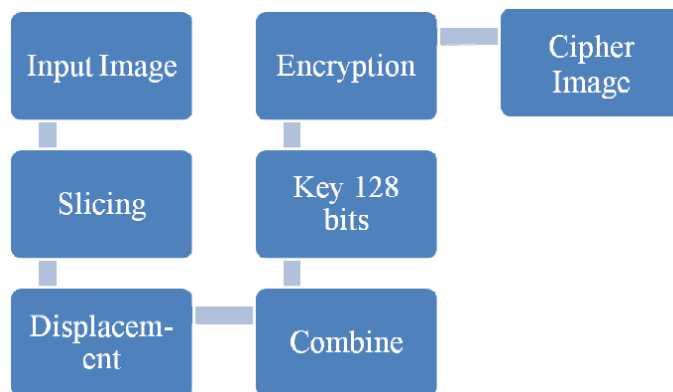 Input Image
Slicing
Displacem-
ent
Combine
Key 128
bits
Encryption
Cipher
Image